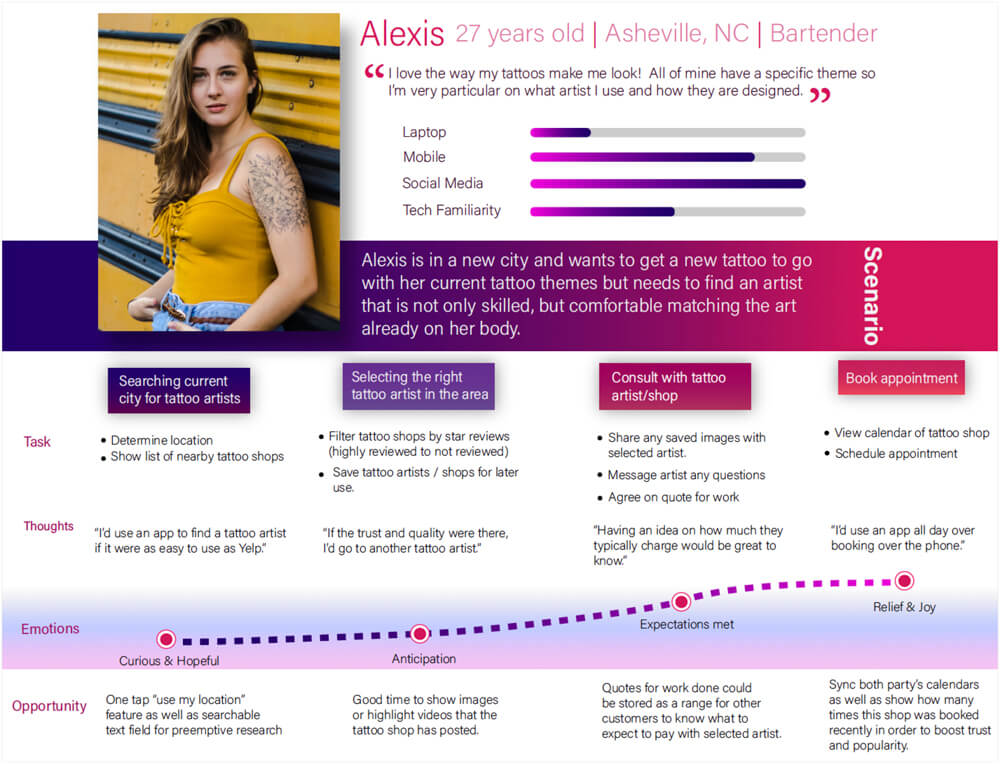 Alexis 27 years old | Asheville, NC | Bartender
“ I love the way my tattoos make me look! All of mine have a specific theme so
I’m very particular on what artist I use and how they are designed. ”
Laptop
Mobile
Social Media
Tech Familiarity
Alexis is in a new city and wants to get a new tattoo to go
with her current tattoo themes but needs to find an artist
that is not only skilled, but comfortable matching the art
already on her body.
Scenario
Searching current
city for tattoo artists
Selecting the right
tattoo artist in the area
Consult with tattoo
artist/shop
Book appointment
Task
• Determine location
• Show list of nearby tattoo shops
• Filter tattoo shops by star reviews
(highly reviewed to not reviewed)
• Save tattoo artists / shops for later
use.
• Share any saved images with
selected artist.
• Message artist any questions
• Agree on quote for work
• View calendar of tattoo shop
• Schedule appointment
Thoughts
“I’d use an app to find a tattoo artist
if it were as easy to use as Yelp.”
“If the trust and quality were there,
I’d go to another tattoo artist.”
“Having an idea on how much they
typically charge would be great to
know.”
“I’d use an app all day over
booking over the phone.”
Emotions
Curious & Hopeful
Anticipation
Expectations met
Relief & Joy
Opportunity
One tap “use my location”
feature as well as searchable
text field for preemptive research
Good time to show images
or highlight videos that the
tattoo shop has posted.
Quotes for work done could
be stored as a range for other
customers to know what to
expect to pay with selected artist.
Sync both party’s calendars
as well as show how many
times this shop was booked
recently in order to boost trust
and popularity.